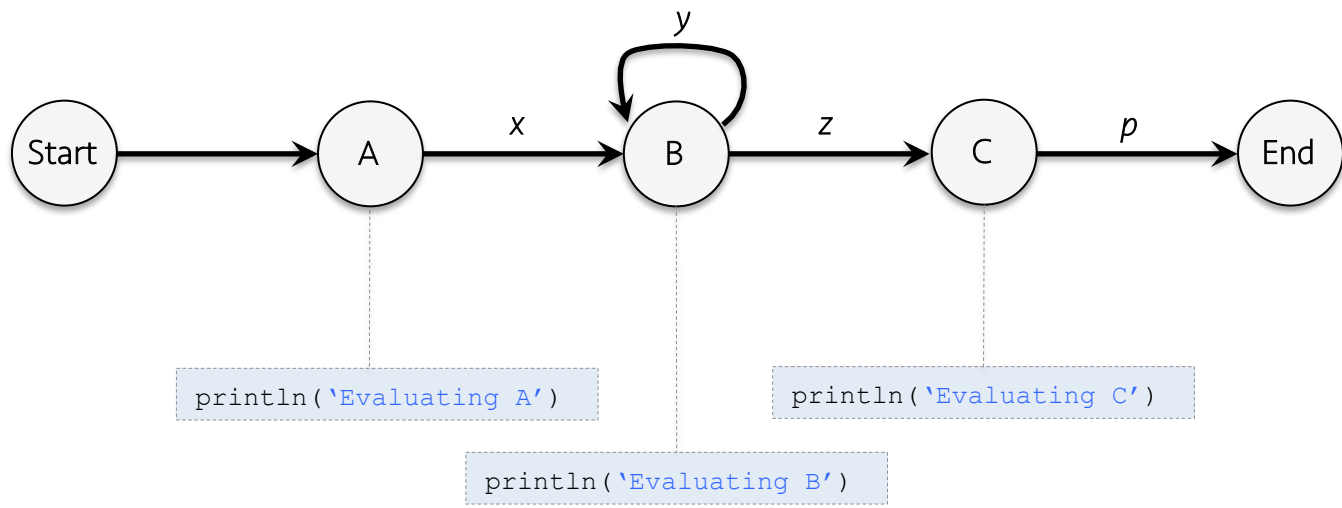 y
x
z
p
Start
A
B
C
End
println(‘Evaluating A’)
println(‘Evaluating C’)
println(‘Evaluating B’)